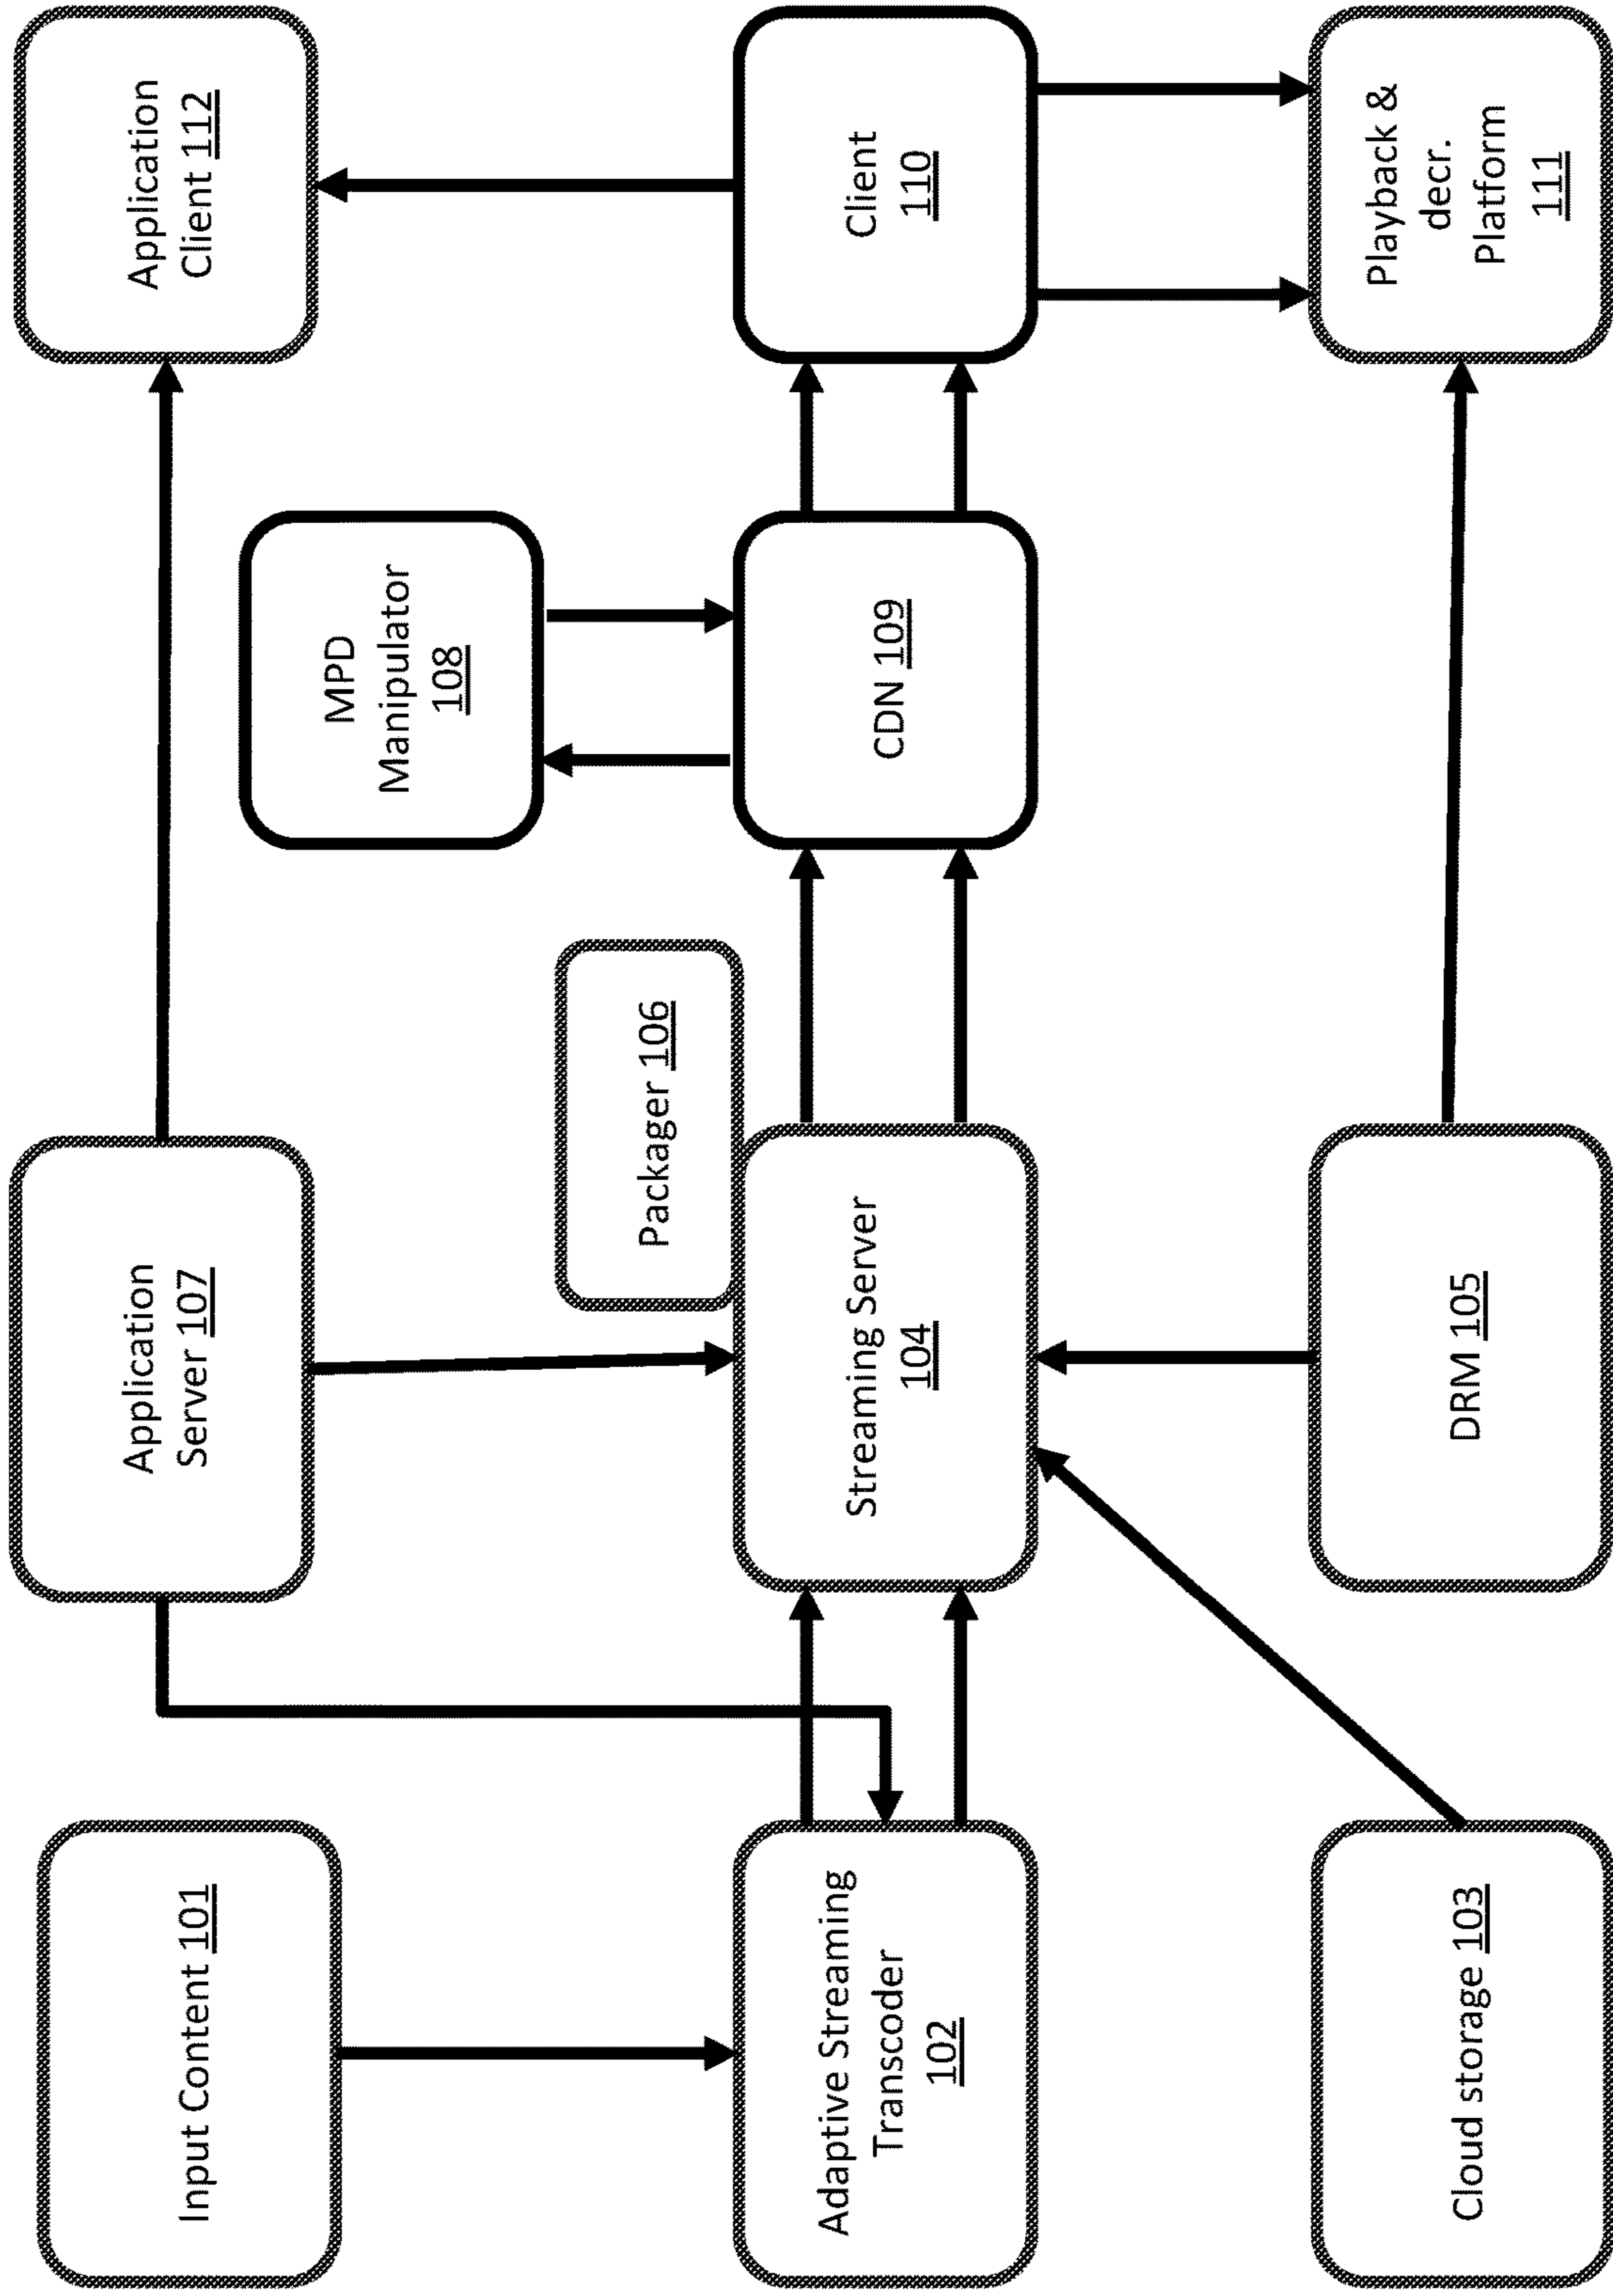 Input Content 101
Application
Server 107
Application
Client 112
MPD
Manipulator
108
Packager 106
Adaptive Streaming
Transcoder
102
Streaming Server
104
CDN 109
Client
110
Cloud storage 103
DRM 105
Playback &
decr.
Platform
111